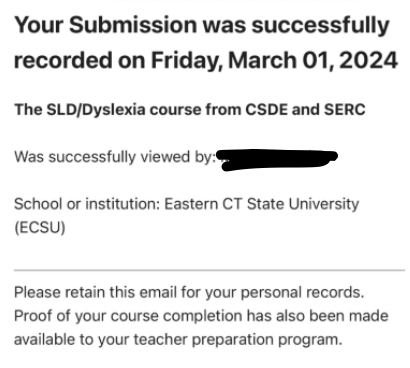 Your Submission was successfully
recorded on Friday, March 01, 2024
The SLD/Dyslexia course from CSDE and SERC
Was successfully viewed by:
School or institution: Eastern CT State University
(ECSU)
Please retain this email for your personal records.
Proof of your course completion has also been made
available to your teacher preparation program.